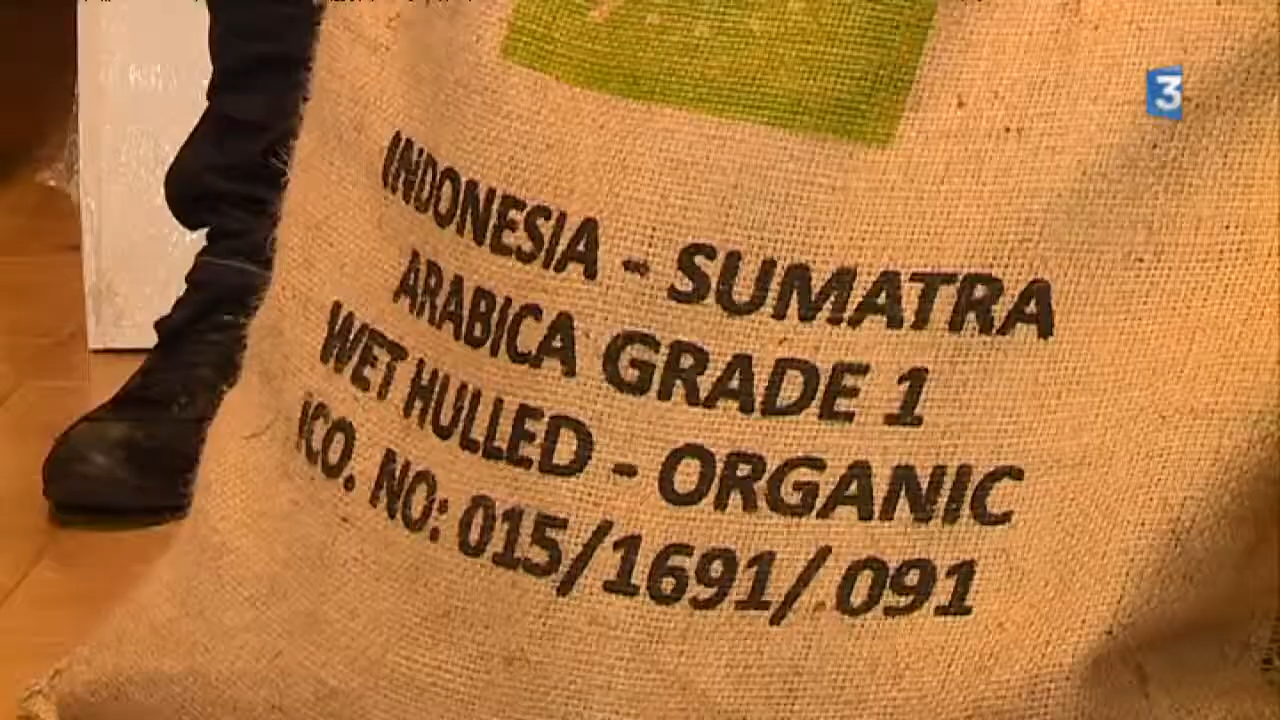 3
INDONESIA - SUMATRA
ARABICA GRADE 1
WET HULLED - ORGANIC
ICO. NO: 015/1691/.091